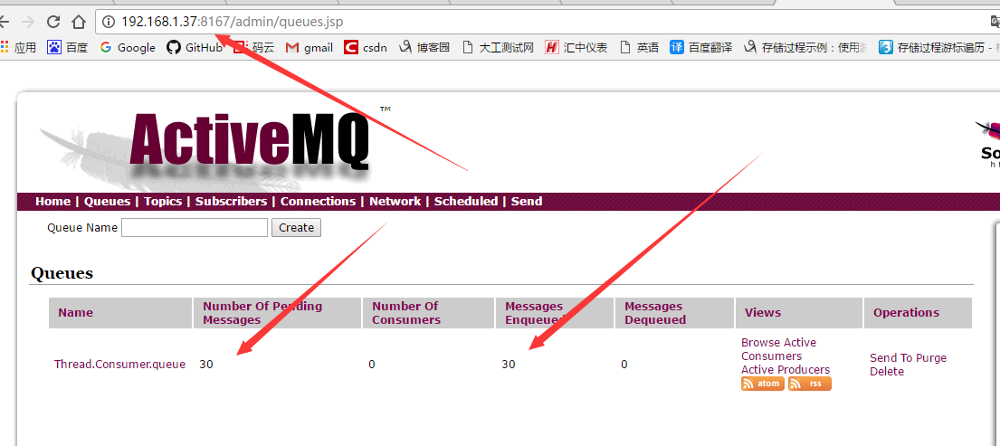 192.168.1.37:8167/admin/queues.jsp
应用 百度 Google GitHub 码云 gmail csdn 博客园 大工测试网 汇中仪表 英语 百度翻译 存储过程示例：使用游 存储过程游标遍历 -
ActiveMQ ™
So
Home | Queues | Topics | Subscribers | Connections | Network | Scheduled | Send
Queue Name Create
Queues
Name Number Of Pending Messages Number Of Consumers Messages Enqueued Messages Dequeued Views Operations
Thread.Consumer.queue 30 0 30 0
Browse Active
Consumers
Active Producers
atom rss
Send To Purge
Delete